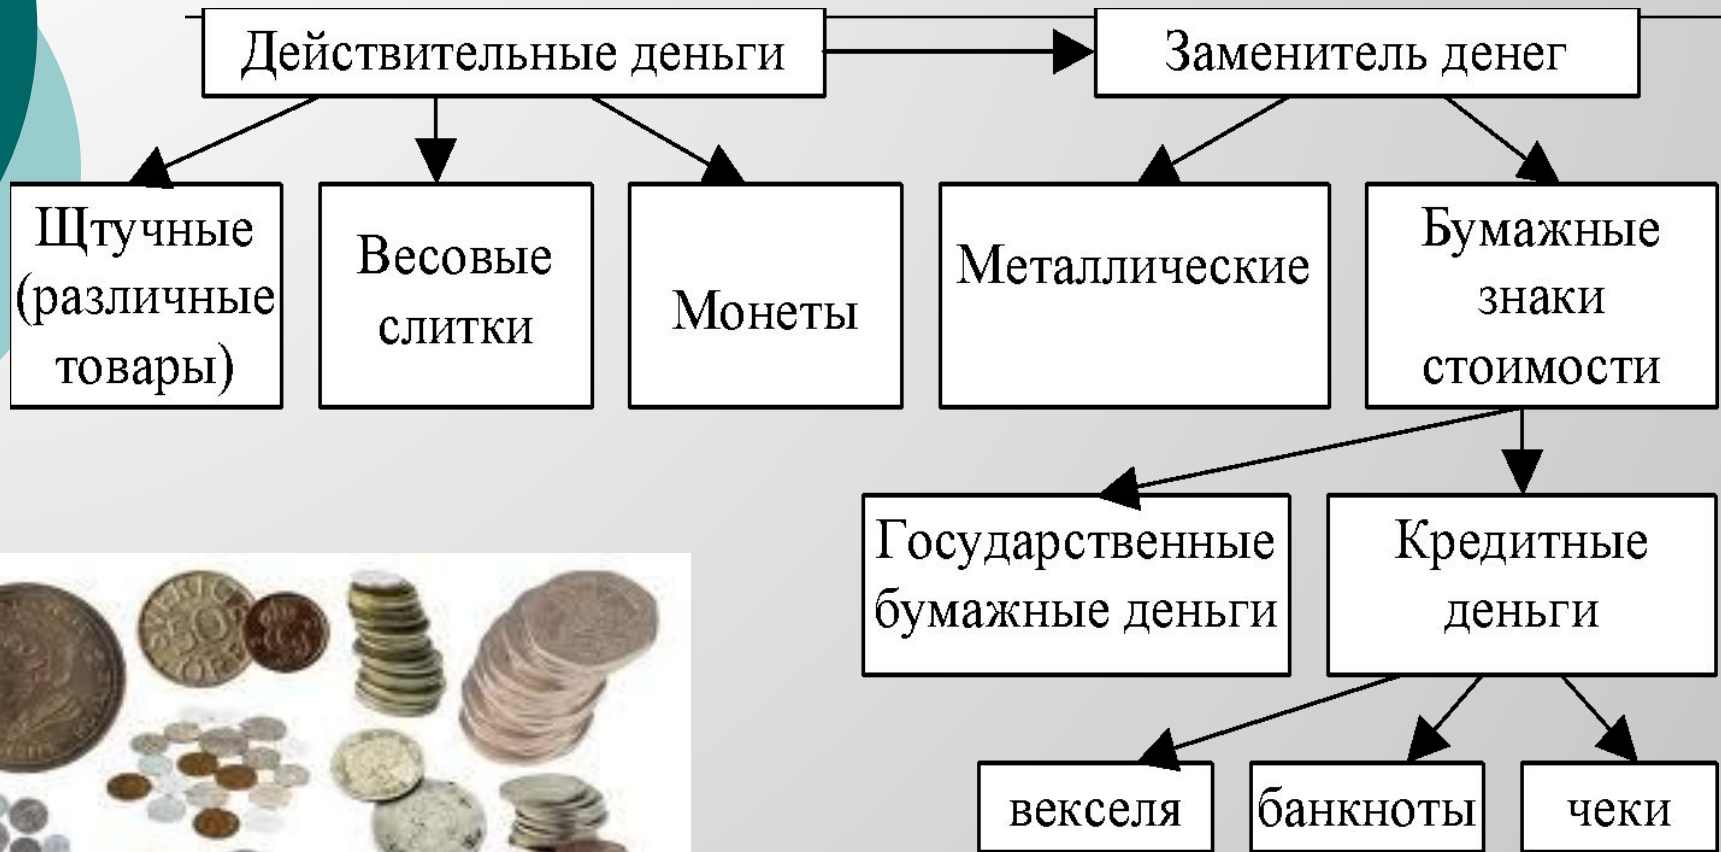 Действительные деньги
Заменитель денег
Щтучные
(различные
товары)
Весовые
слитки
Монеты
Металлические
Бумажные
знаки
стоимости
Государственные
бумажные деньги
Кредитные
деньги
векселя
банкноты
чеки